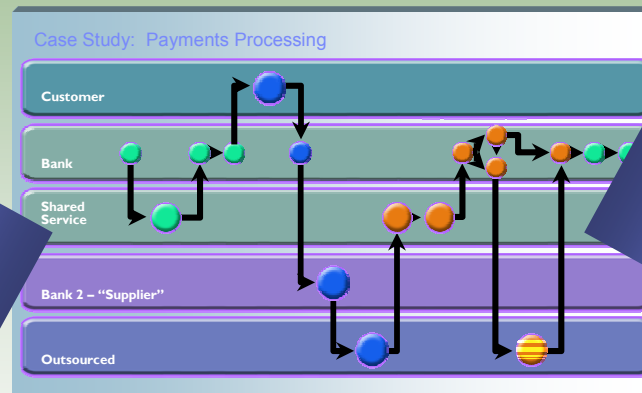 Case Study: Payments Processing
Customer
Bank
Shared
Service
Bank 2 – “Supplier”
Outsourced